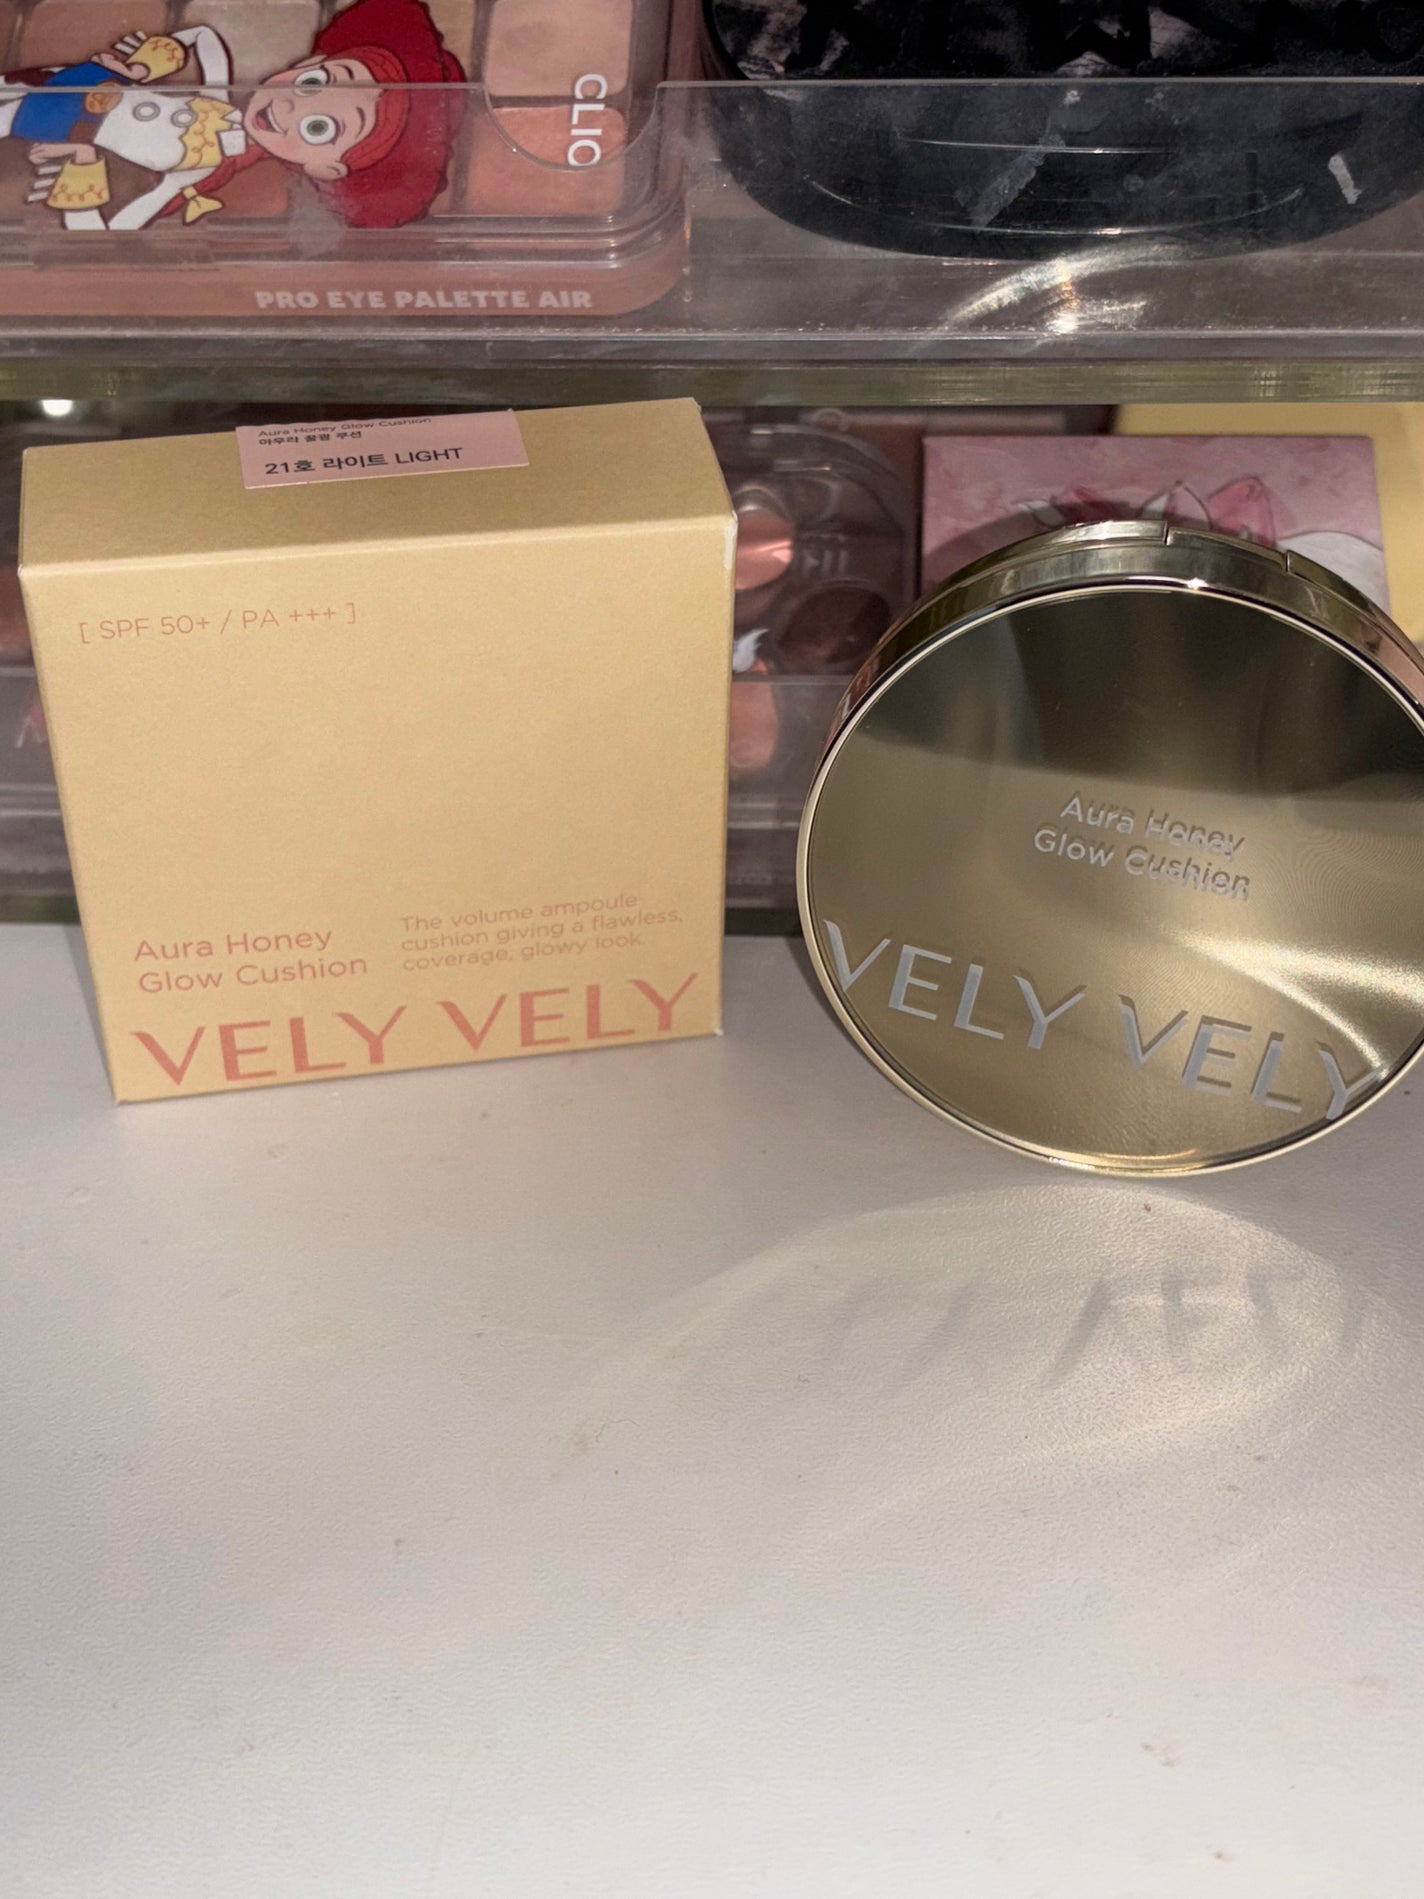 CLIO
PRO EYE PALETTE AIR
Aura Honey Glow Cushion
아우라 꿀광 쿠션
21호 라이트 LIGHT
[ SPF 50+ / PA +++ ]
Aura Honey
Glow Cushion
The volume ampoule
cushion giving a flawless,
coverage, glowy look.
VELY VELY
Aura Honey
Glow Cushion
VELY VELY